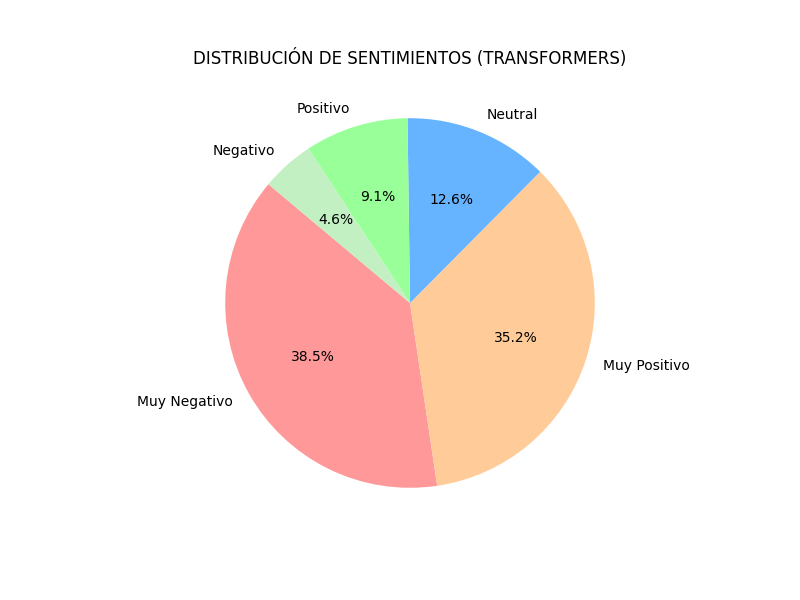 DISTRIBUCIÓN DE SENTIMIENTOS (TRANSFORMERS)
Positivo
Neutral
Negativo
9.1%
12.6%
4.6%
35.2%
38.5%
Muy Positivo
Muy Negativo